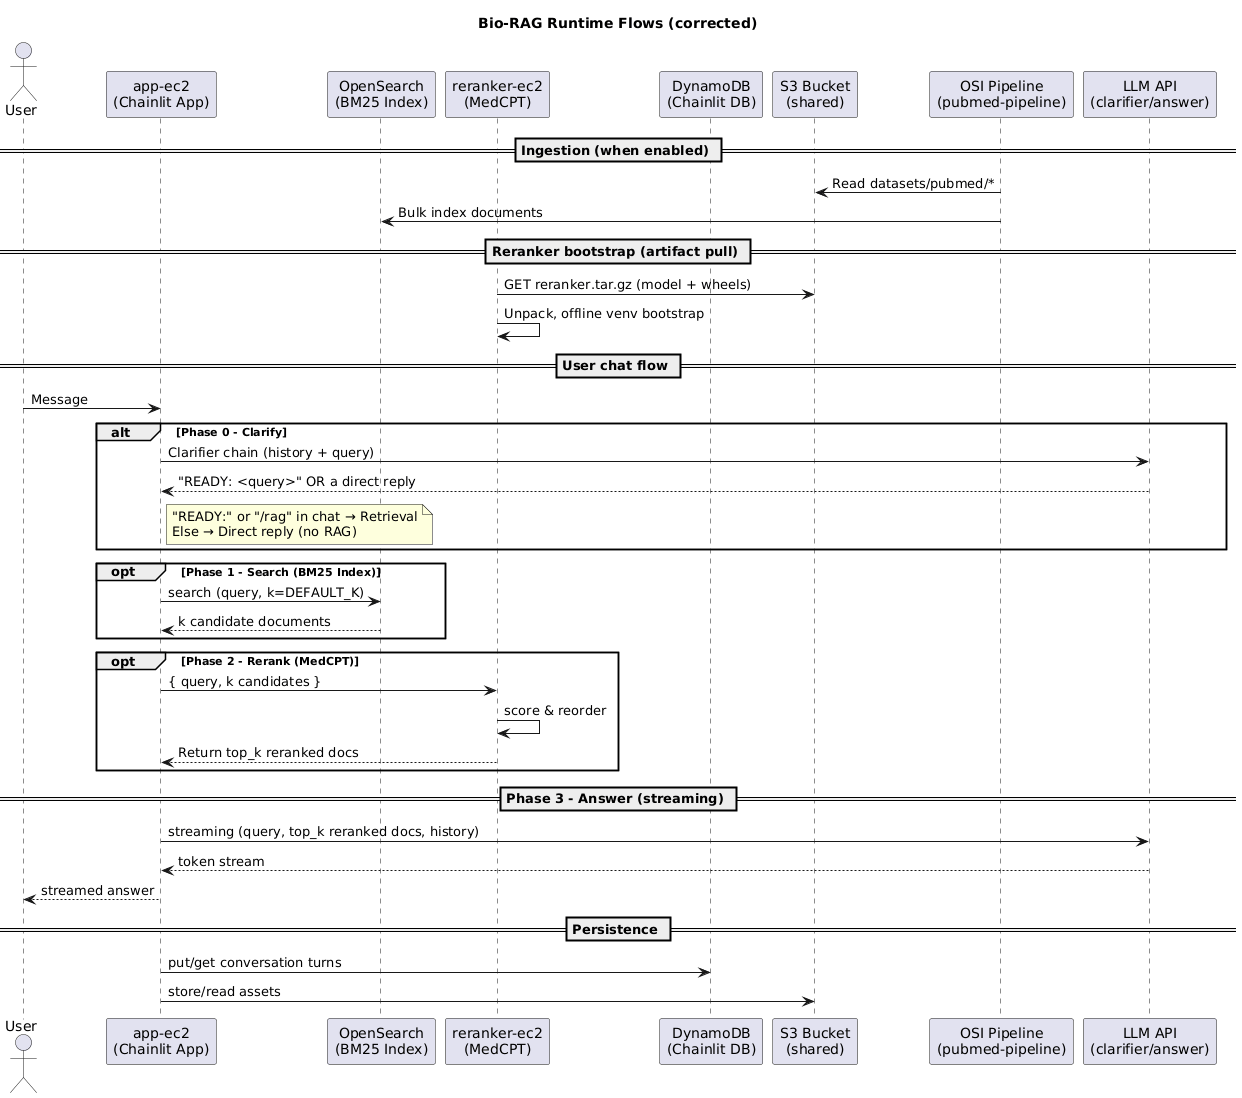 Bio-RAG Runtime Flows (corrected)
User
app-ec2
(Chainlit App)
OpenSearch
(BM25 Index)
reranker-ec2
(MedCPT)
DynamoDB
(Chainlit DB)
S3 Bucket
(shared)
OSI Pipeline
(pubmed-pipeline)
LLM API
(clarifier/answer)
Ingestion (when enabled)
Read datasets/pubmed/*
Bulk index documents
Reranker bootstrap (artifact pull)
GET reranker.tar.gz (model + wheels)
Unpack, offline venv bootstrap
User chat flow
Message
alt [Phase 0 - Clarify]
Clarifier chain (history + query)
"READY: <query>" OR a direct reply
"READY:" or "/rag" in chat → Retrieval
Else → Direct reply (no RAG)
opt [Phase 1 - Search (BM25 Index)]
search (query, k=DEFAULT_K)
k candidate documents
opt [Phase 2 - Rerank (MedCPT)]
{ query, k candidates }
score & reorder
Return top_k reranked docs
Phase 3 - Answer (streaming)
streaming (query, top_k reranked docs, history)
token stream
streamed answer
Persistence
put/get conversation turns
store/read assets
User
app-ec2
(Chainlit App)
OpenSearch
(BM25 Index)
reranker-ec2
(MedCPT)
DynamoDB
(Chainlit DB)
S3 Bucket
(shared)
OSI Pipeline
(pubmed-pipeline)
LLM API
(clarifier/answer)